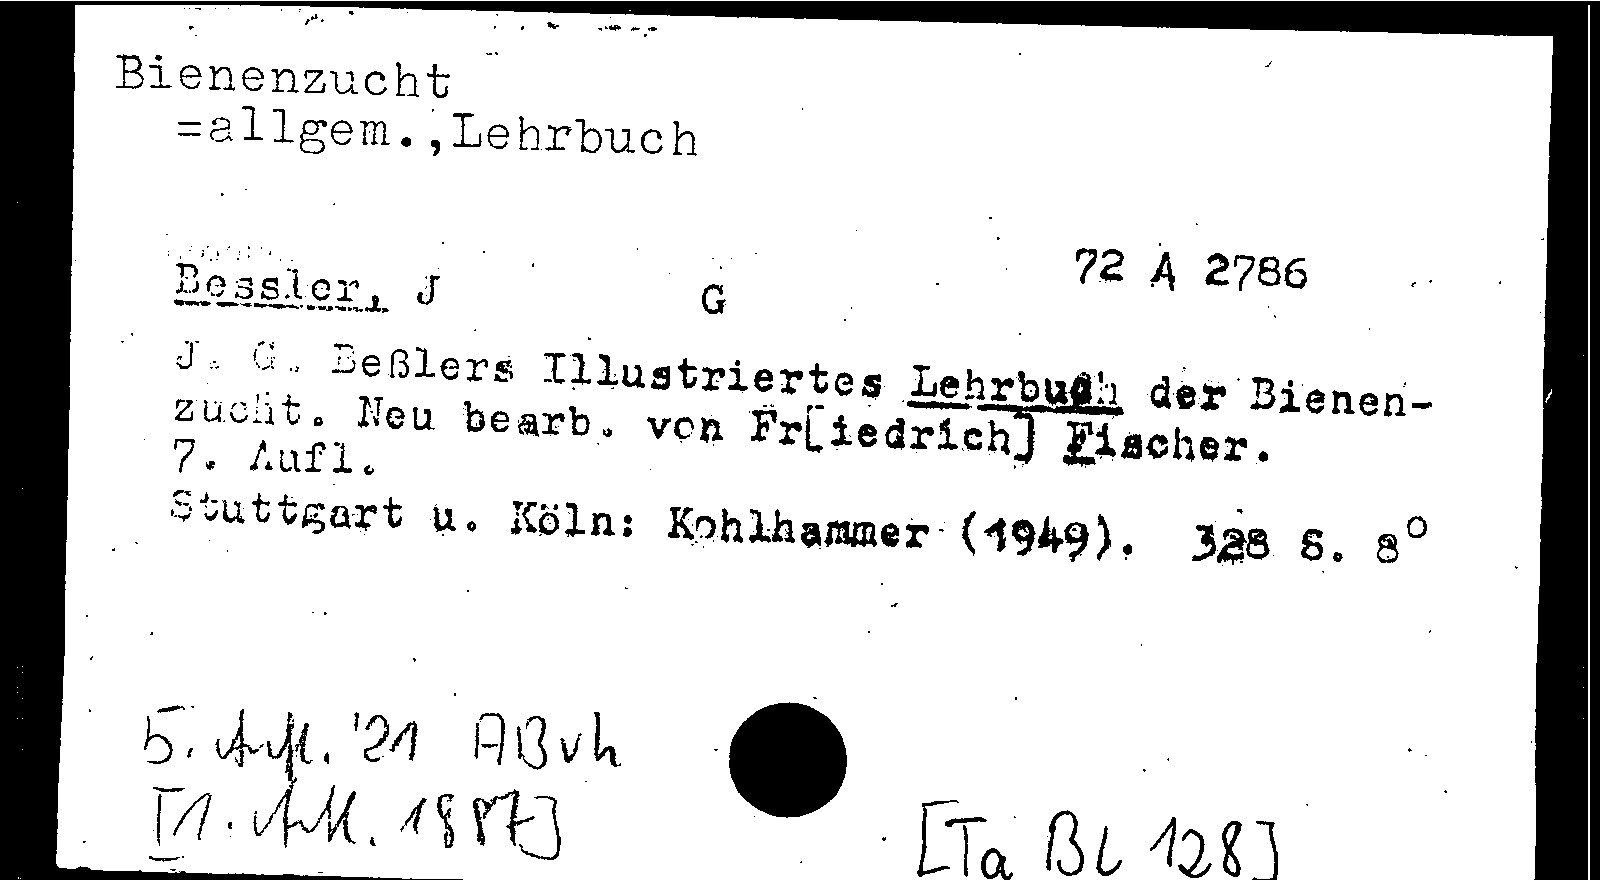 Bienenzucht
=allgem.,Lehrbuch
72 A 2786
Bessler, J G
J. G. Beßlers Illustriertes Lehrbuch der Bienen-
zucht. Neu bearb. von Fr[iedrich] Fischer.
7. Aufl.
Stuttgart u. Köln: Kohlhammer (1949). 328 S. 8°
5. Aufl. '21 ABvh
[1. Aufl. 1887]
[Ta BL 128]